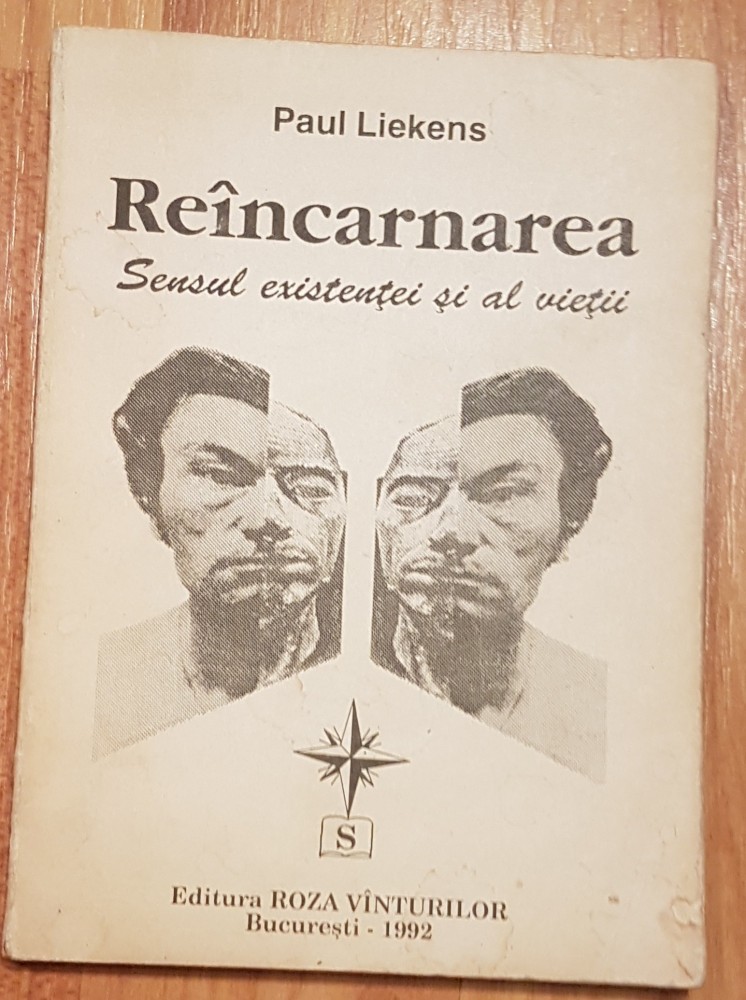 Paul Liekens
Reîncarnarea
Sensul existenţei şi al vieţii
S
Editura ROZA VÎNTURILOR
Bucureşti - 1992